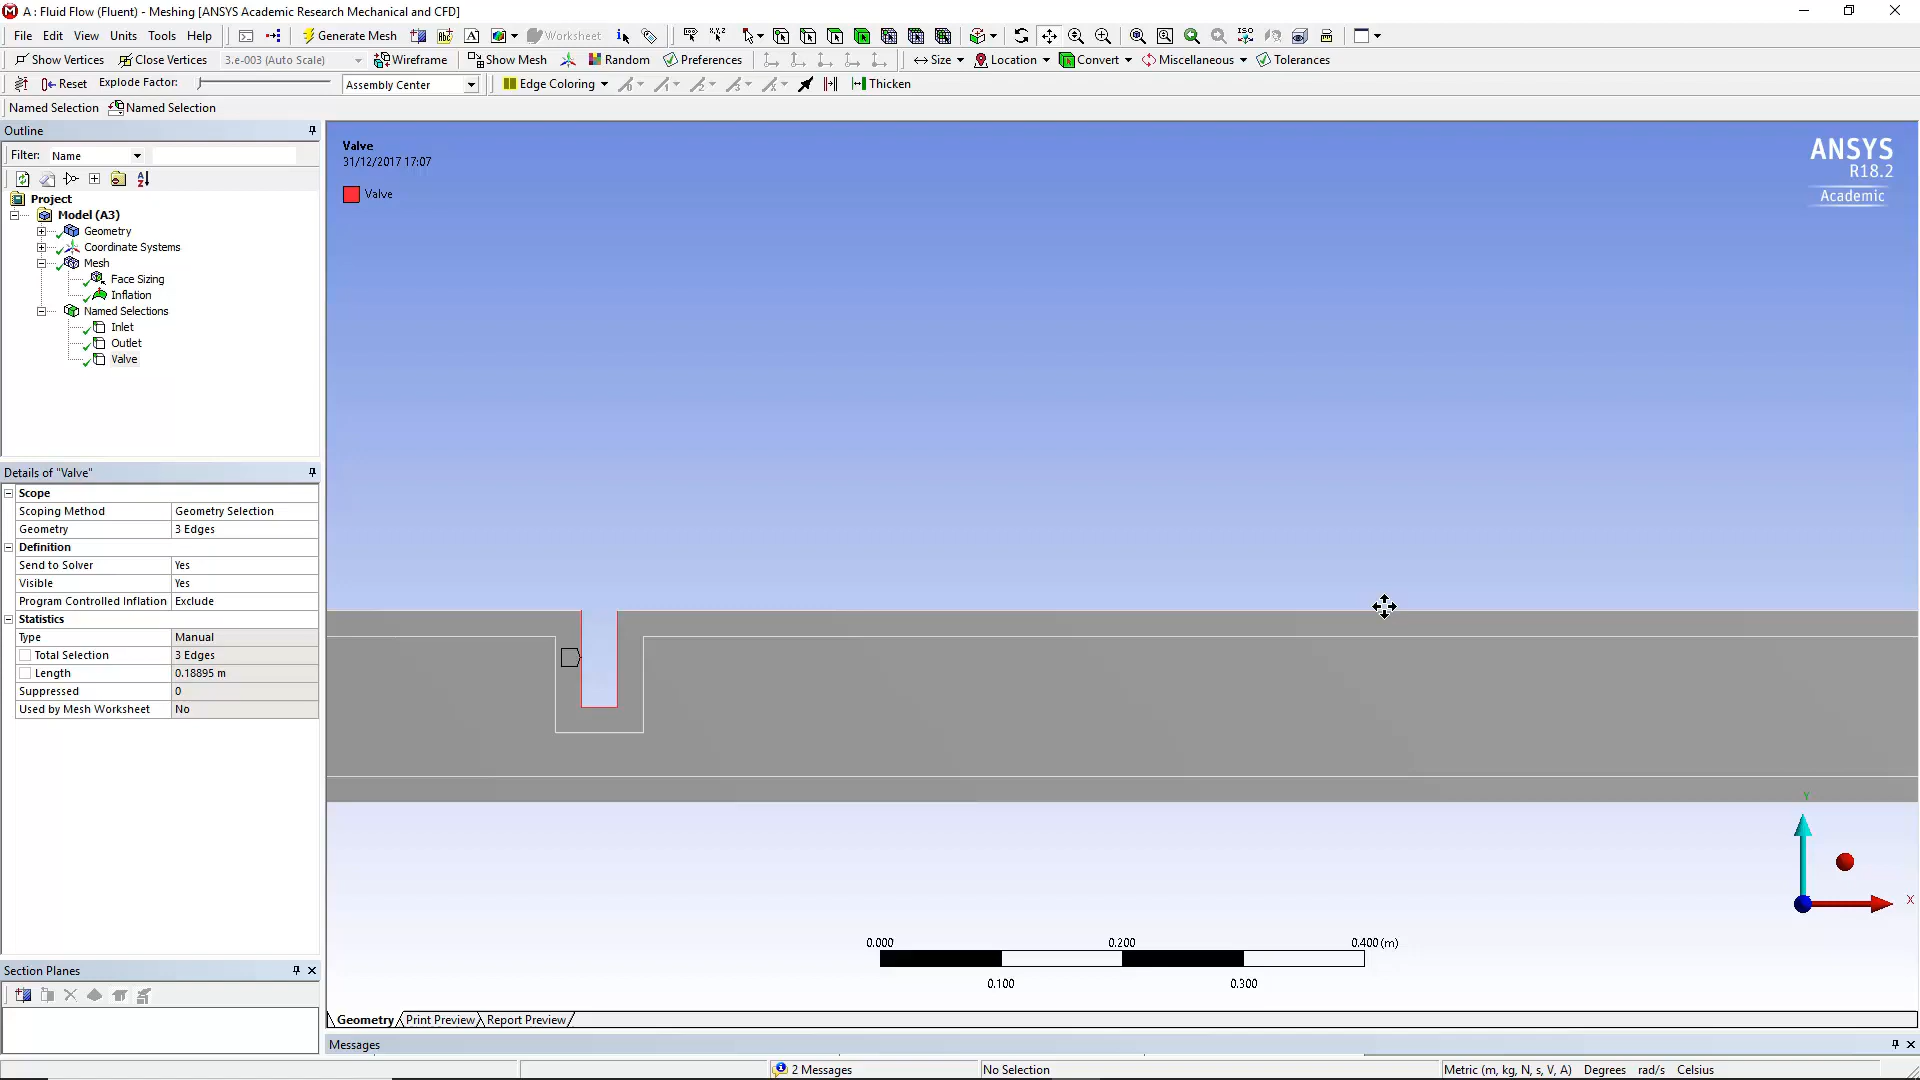 A : Fluid Flow (Fluent) - Meshing [ANSYS Academic Research Mechanical and CFD]
File Edit View Units Tools Help Generate Mesh Worksheet
Show Vertices Close Vertices 3.e-003 (Auto Scale) Wireframe Show Mesh Random Preferences Size Location Convert Miscellaneous Tolerances
Reset Explode Factor: Assembly Center Edge Coloring Thicken
Named Selection Named Selection
Outline
Filter: Name
Project
Model (A3)
Geometry
Coordinate Systems
Mesh
Face Sizing
Inflation
Named Selections
Inlet
Outlet
Valve
Details of "Valve"
Scope
Scoping Method Geometry Selection
Geometry 3 Edges
Definition
Send to Solver Yes
Visible Yes
Program Controlled Inflation Exclude
Statistics
Type Manual
Total Selection 3 Edges
Length 0.18895 m
Suppressed 0
Used by Mesh Worksheet No
Section Planes
Valve
31/12/2017 17:07
Valve
ANSYS
R18.2
Academic
Y
X
0.000 0.200 0.400 (m)
0.100 0.300
Geometry Print Preview Report Preview
Messages
2 Messages No Selection Metric (m, kg, N, s, V, A) Degrees rad/s Celsius